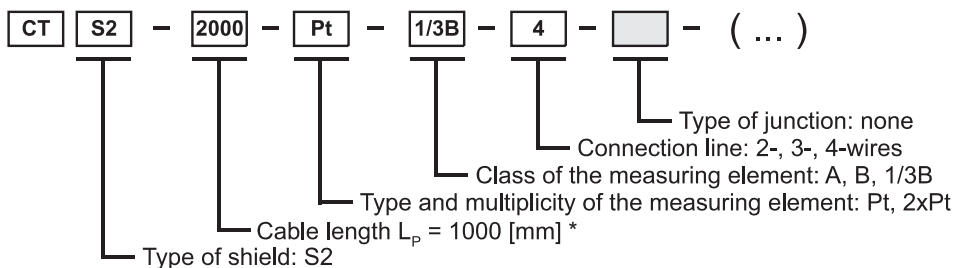 CT S2 - 2000 - Pt - 1/3B - 4 - - (...)
Type of junction: none
Connection line: 2-, 3-, 4-wires
Class of the measuring element: A, B, 1/3B
Type and multiplicity of the measuring element: Pt, 2xPt
Cable length LP = 1000 [mm] *
Type of shield: S2